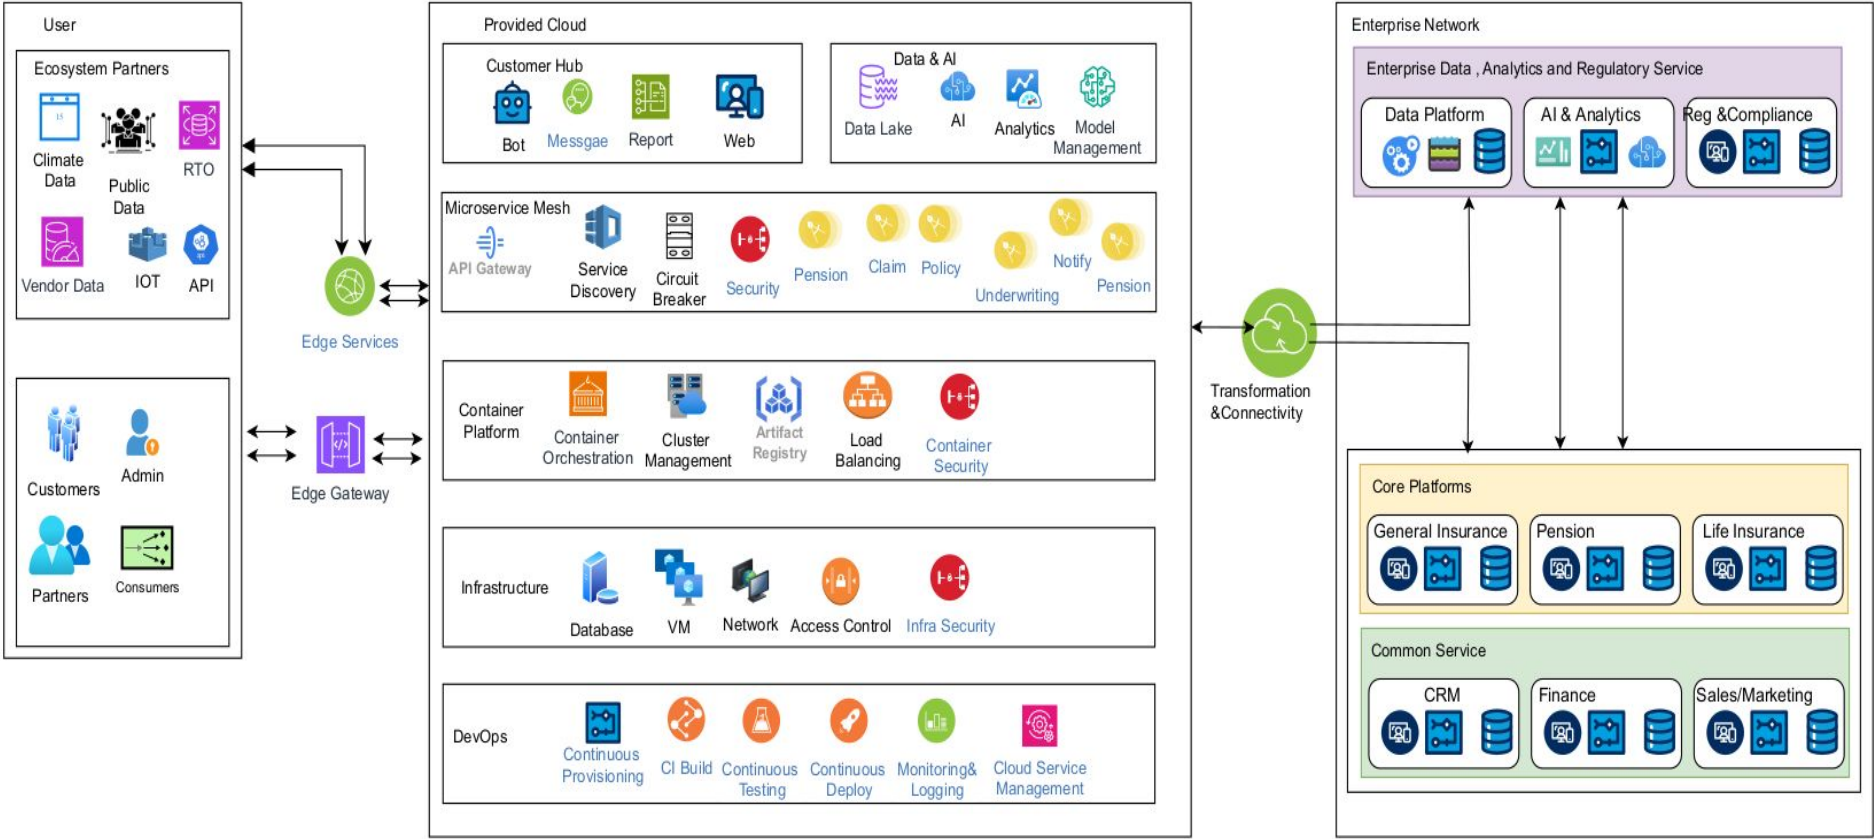 User
Ecosystem Partners
15
Climate
Data
Public
Data
RTO
Vendor Data
IOT
API
Customers
Admin
Partners
Consumers
Edge Services
Edge Gateway
Provided Cloud
Customer Hub
Bot
Messgae
Report
Web
Data & AI
Data Lake
AI
Analytics
Model
Management
Microservice Mesh
API Gateway
Service
Discovery
Circuit
Breaker
Security
Pension
Claim
Policy
Underwriting
Notify
Pension
Container
Platform
Container
Orchestration
Cluster
Management
Artifact
Registry
Load
Balancing
Container
Security
Infrastructure
Database
VM
Network
Access Control
Infra Security
DevOps
Continuous
Provisioning
CI Build
Continuous
Testing
Continuous
Deploy
Monitoring&
Logging
Cloud Service
Management
Transformation
&Connectivity
Enterprise Network
Enterprise Data , Analytics and Regulatory Service
Data Platform
AI & Analytics
Reg &Compliance
Core Platforms
General Insurance
Pension
Life Insurance
Common Service
CRM
Finance
Sales/Marketing